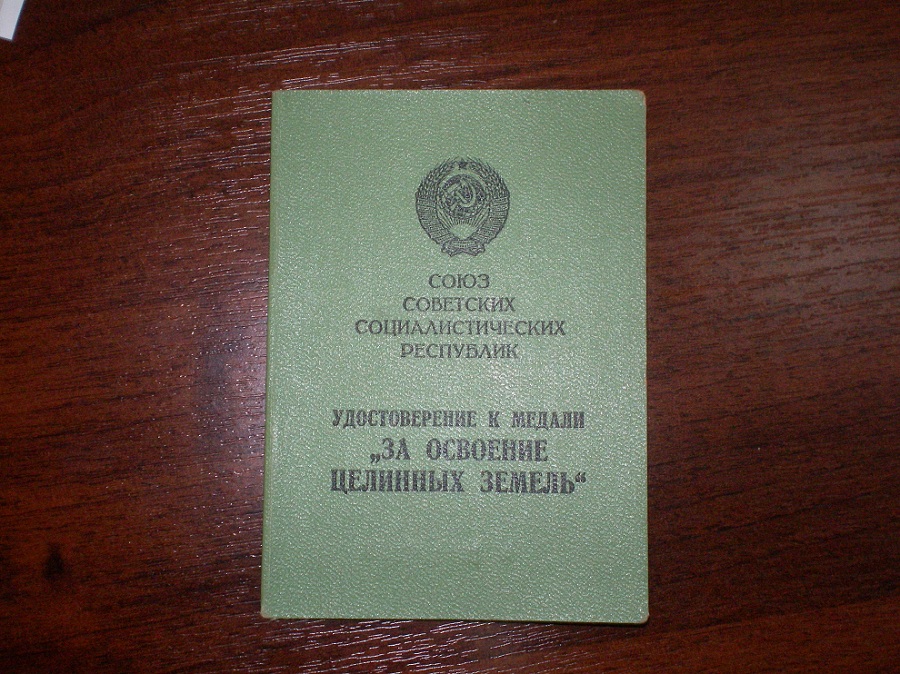 СОЮЗ
СОВЕТСКИХ
СОЦИАЛИСТИЧЕСКИХ
РЕСПУБЛИК
УДОСТОВЕРЕНИЕ К МЕДАЛИ
„ЗА ОСВОЕНИЕ
ЦЕЛИННЫХ ЗЕМЕЛЬ“